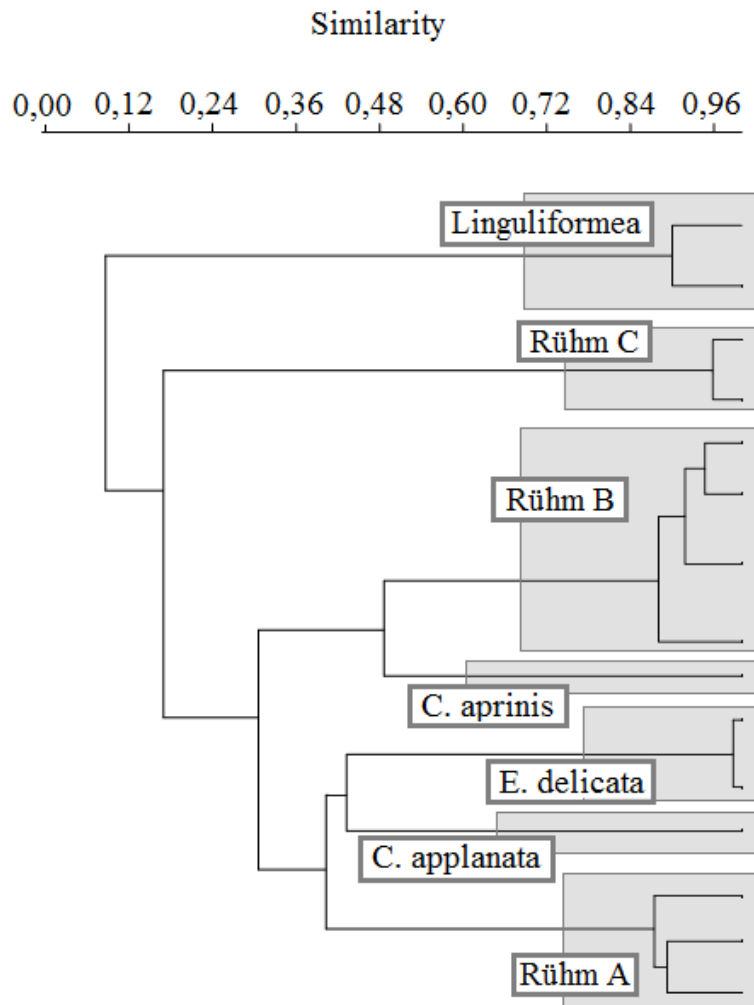 Similarity
0,00 0,12 0,24 0,36 0,48 0,60 0,72 0,84 0,96
Linguliformea
Rühm C
Rühm B
C. aprinis
E. delicata
C. applanata
Rühm A